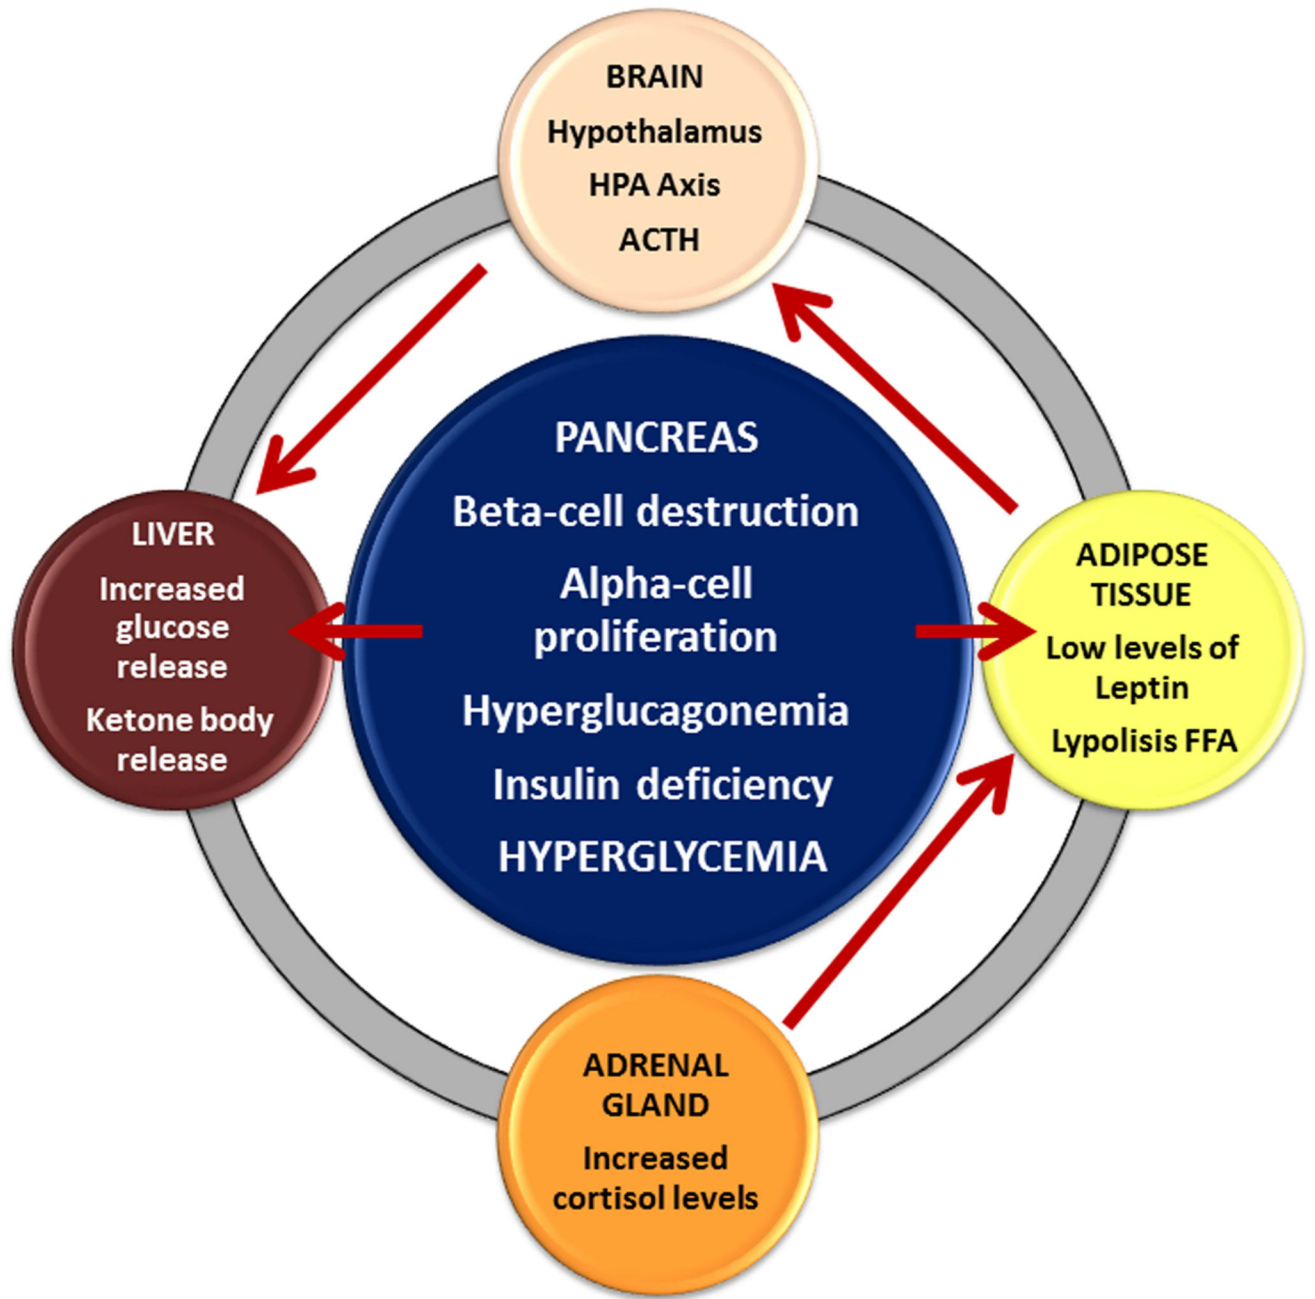 BRAIN
Hypothalamus
HPA Axis
ACTH
PANCREAS
Beta-cell destruction
Alpha-cell
proliferation
Hyperglucagonemia
Insulin deficiency
HYPERGLYCEMIA
LIVER
Increased
glucose
release
Ketone body
release
ADIPOSE
TISSUE
Low levels of
Leptin
Lypolisis FFA
ADRENAL
GLAND
Increased
cortisol levels